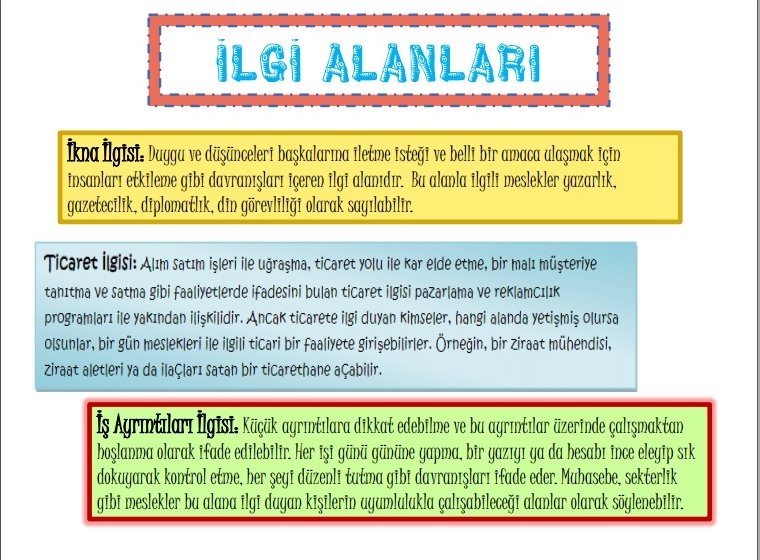 İLGİ ALANLARI
İkna İlgisi: Duygu ve düşünceleri başkalarına iletme isteği ve belli bir amaca ulaşmak için
insanları etkileme gibi davranışları içeren ilgi alanıdır. Bu alanla ilgili meslekler yazarlık,
gazetecilik, diplomatlık, din görevliliği olarak sayılabilir.
Ticaret İlgisi: Alım satım işleri ile uğraşma, ticaret yolu ile kar elde etme, bir malı müşteriye
tanıtma ve satma gibi faaliyetlerde ifadesini bulan ticaret ilgisi pazarlama ve reklamcılık
programları ile yakından ilişkilidir. Ancak ticarete ilgi duyan kimseler, hangi alanda yetişmiş olursa
olsunlar, bir gün meslekleri ile ilgili ticari bir faaliyete girişebilirler. Örneğin, bir ziraat mühendisi,
ziraat aletleri ya da ilaçları satan bir ticarethane açabilir.
İş Ayrıntıları İlgisi: Küçük ayrıntılara dikkat edebilme ve bu ayrıntılar üzerinde çalışmaktan
hoşlanma olarak ifade edilebilir. Her işi günü gününe yapma, bir yazıyı ya da hesabı ince eleyip sık
dokuyarak kontrol etme, her şeyi düzenli tutma gibi davranışları ifade eder. Muhasebe, sekterlik
gibi meslekler bu alana ilgi duyan kişilerin uyumlulukla çalışabileceği alanlar olarak söylenebilir.